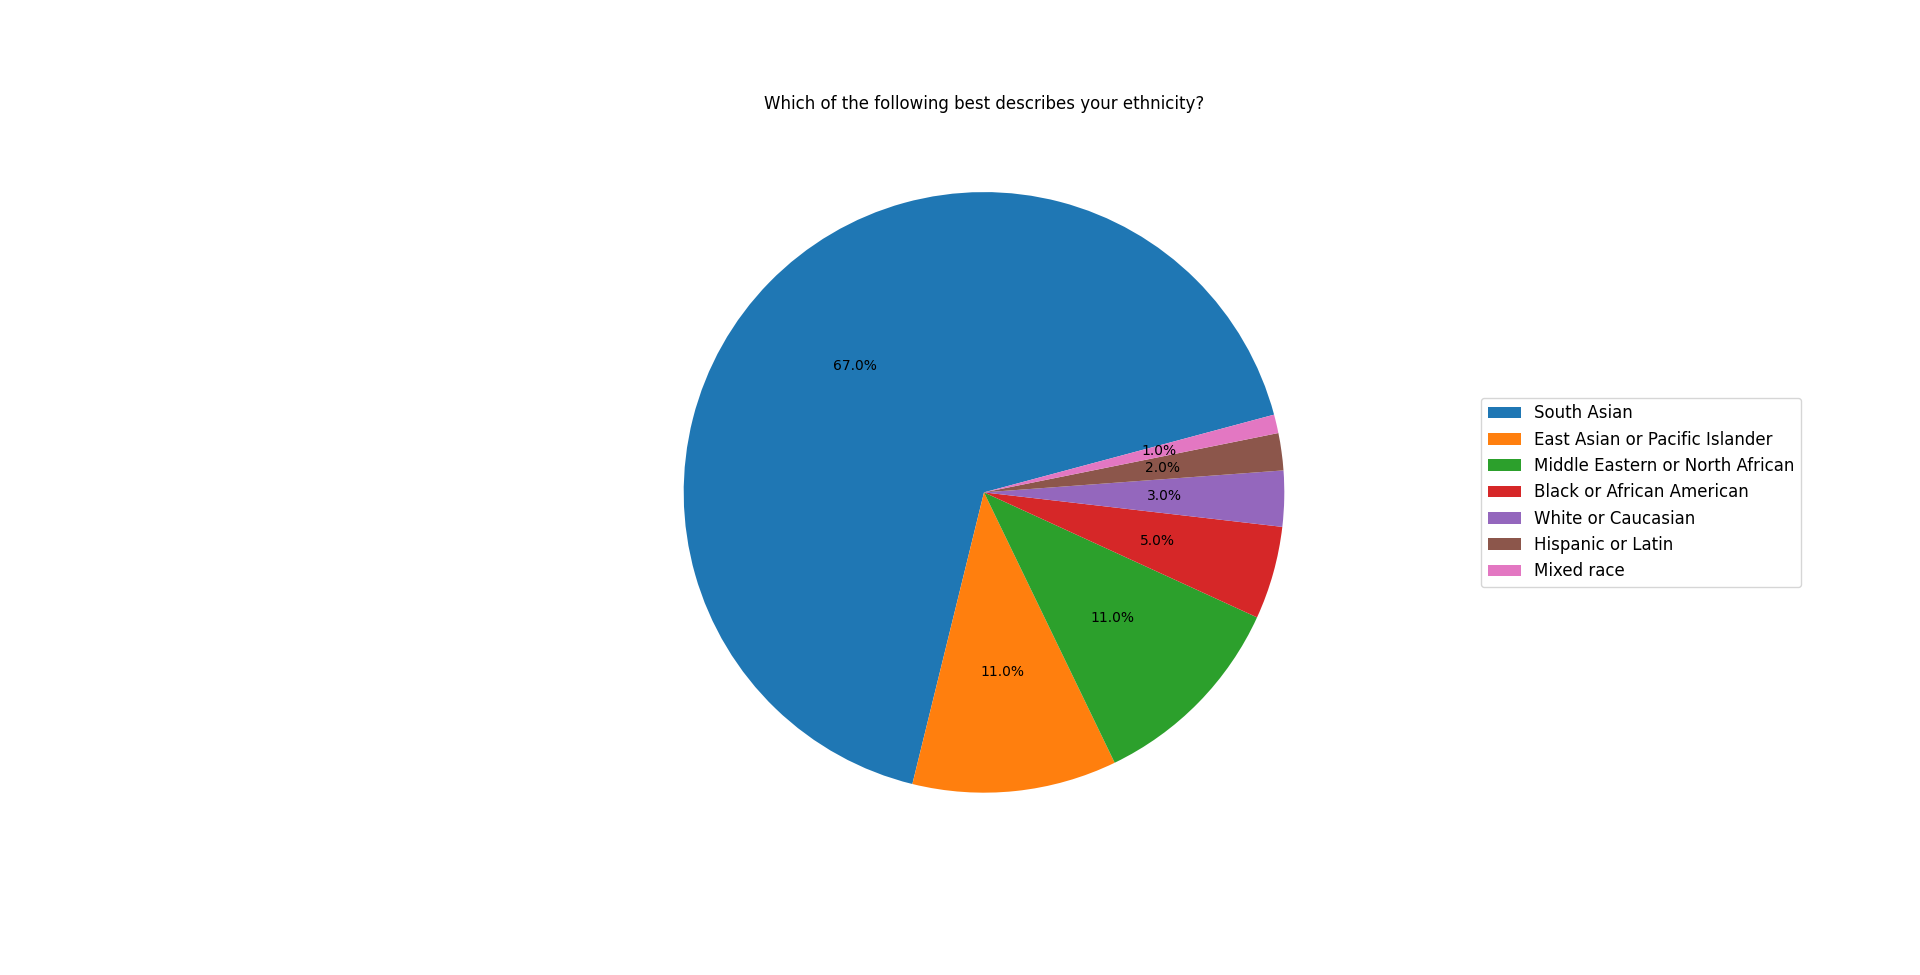 Which of the following best describes your ethnicity?
67.0%
1.0%
2.0%
3.0%
5.0%
11.0%
11.0%
South Asian
East Asian or Pacific Islander
Middle Eastern or North African
Black or African American
White or Caucasian
Hispanic or Latin
Mixed race